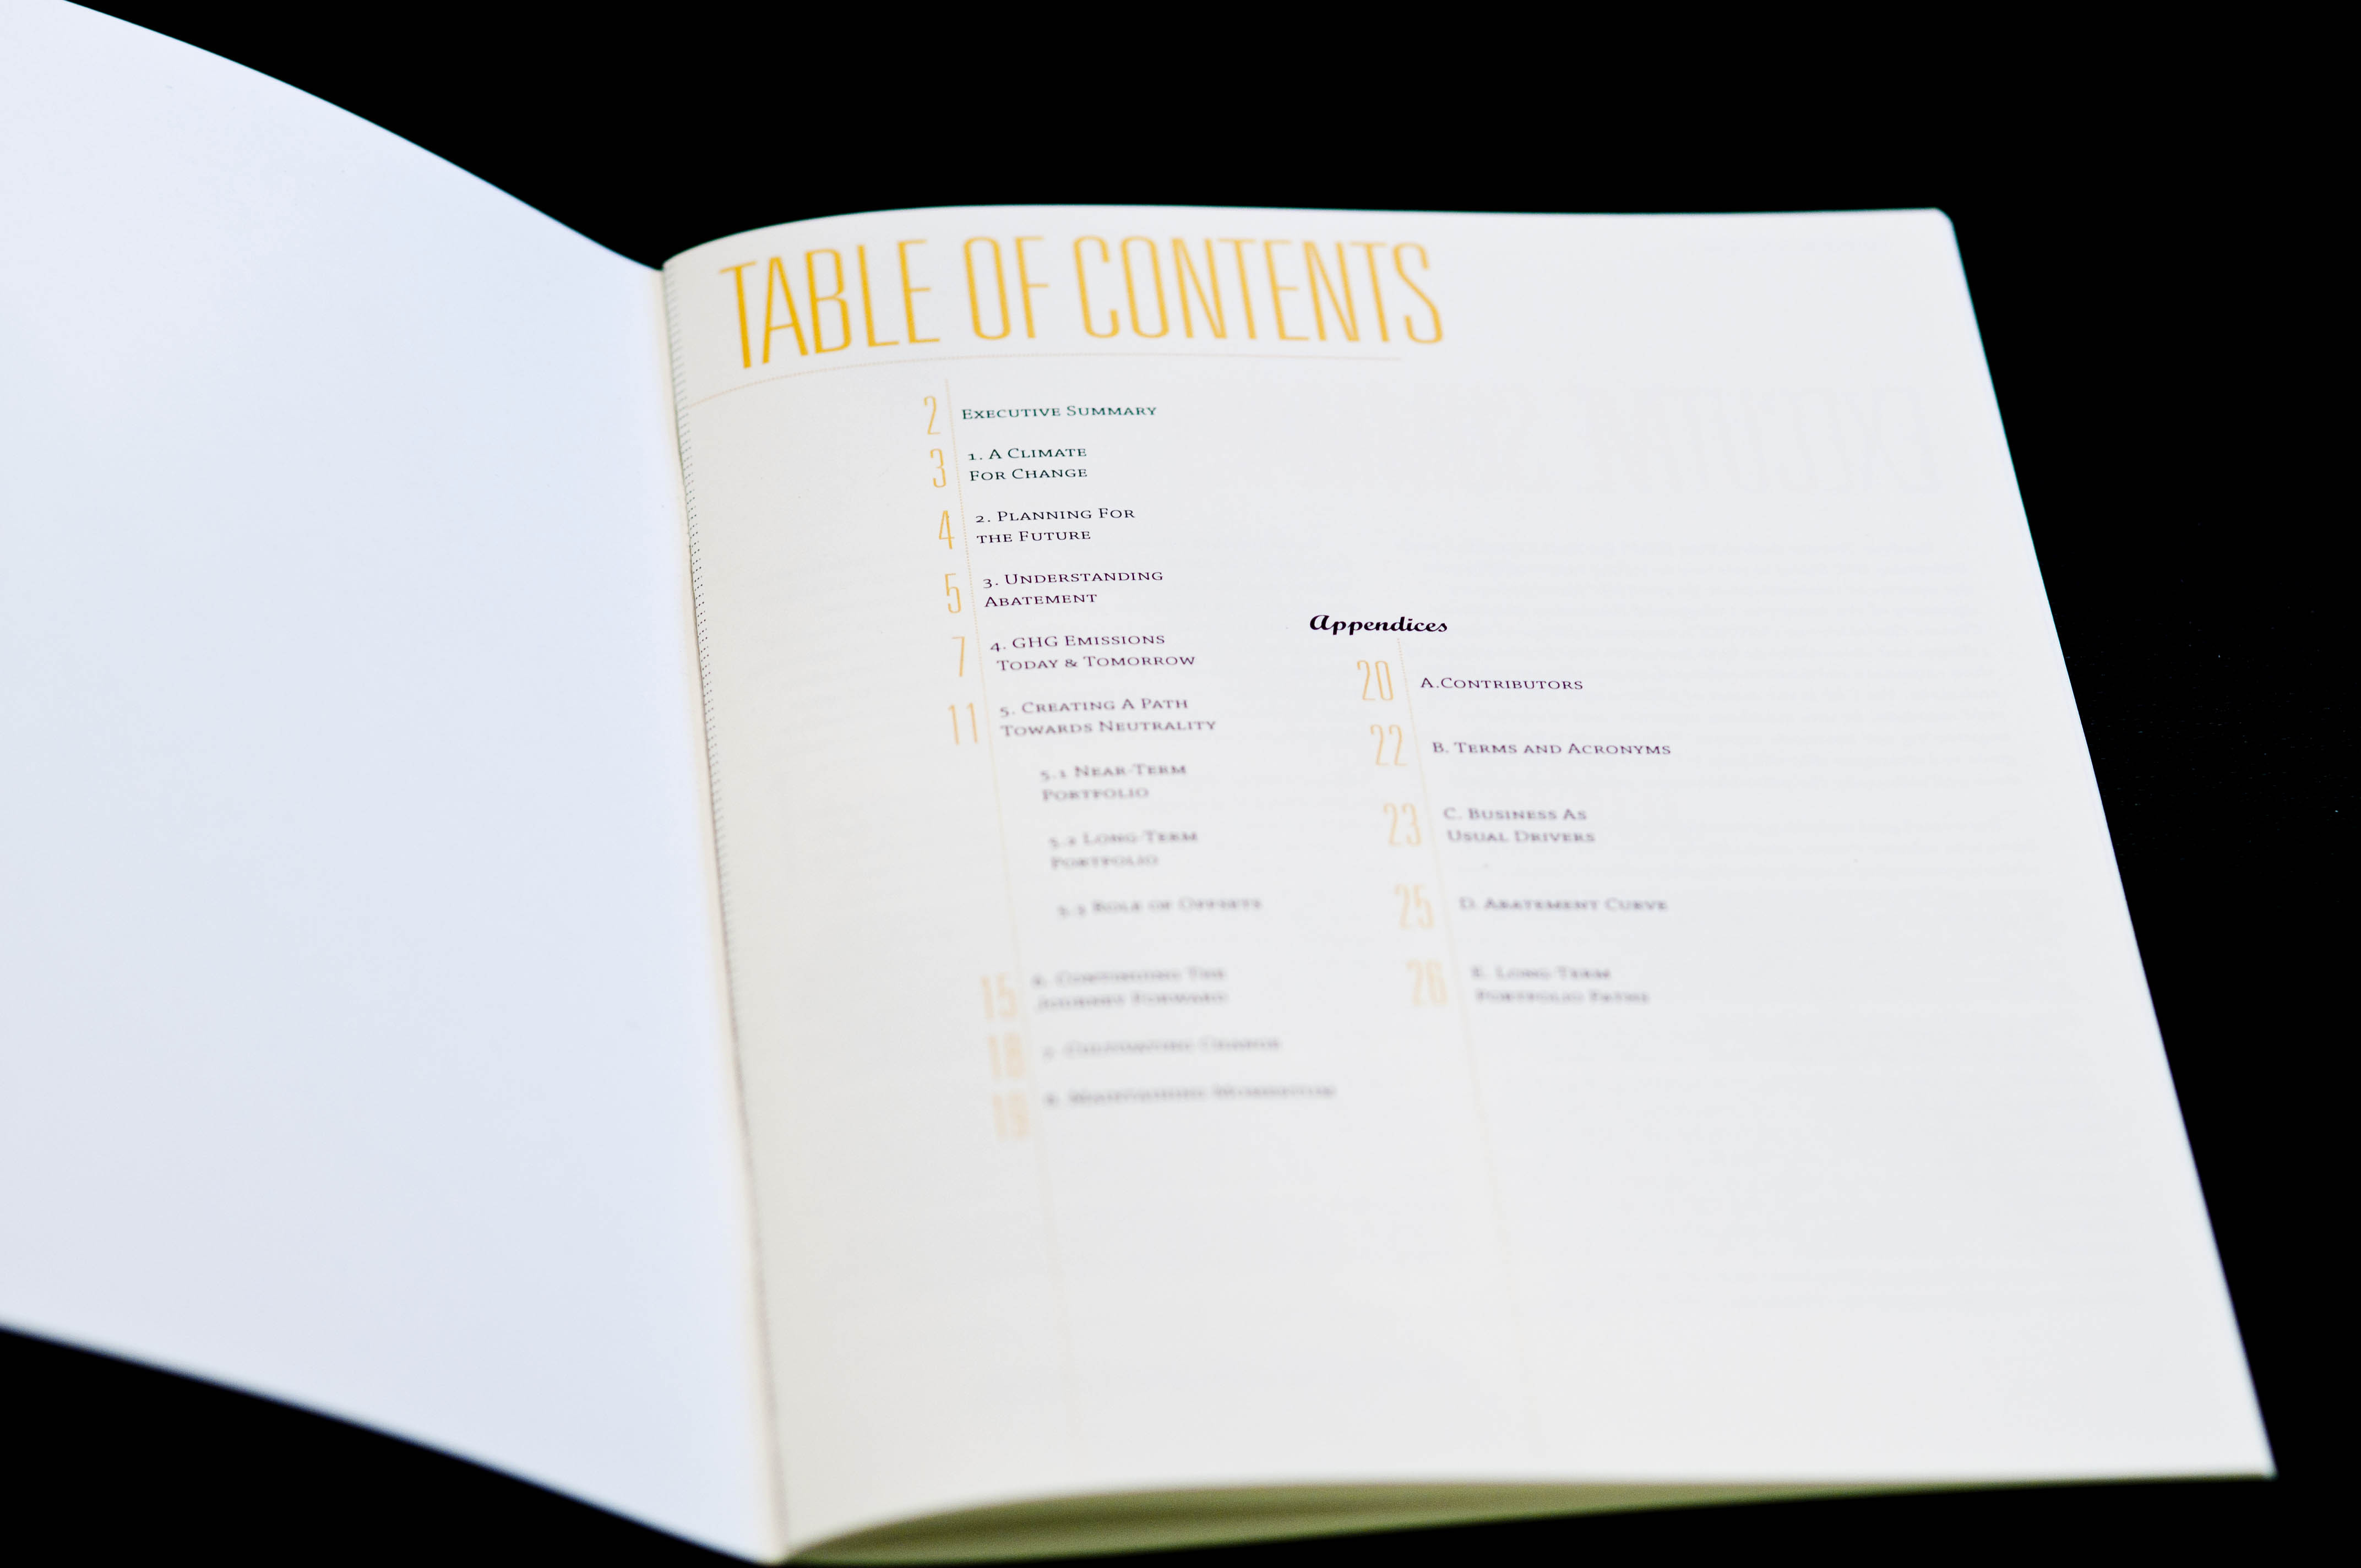 TABLE OF CONTENTS
2 Executive Summary
3 1. A Climate
For Change
4 2. Planning For
the Future
5 3. Understanding
Abatement
7 4. GHG Emissions
Today & Tomorrow
11 5. Creating A Path
Towards Neutrality
5.1 Near-Term
Portfolio
5.2 Long-Term
Portfolio
5.3 Role of Offsets
15 6. Continuing The
Journey Forward
18 7. Cultivating Change
19 8. Maintaining Momentum
Appendices
20 A.Contributors
22 B. Terms and Acronyms
23 C. Business As
Usual Drivers
25 D. Abatement Curve
26 E. Long-Term
Portfolio Paths